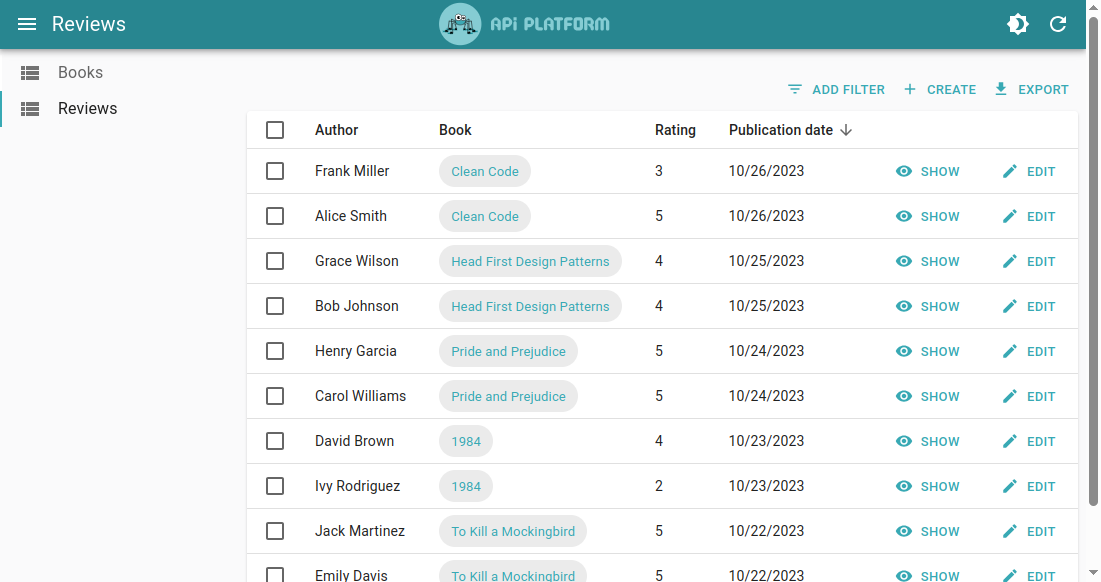 Reviews API PLATFORM
Books
Reviews
ADD FILTER CREATE EXPORT
Author Book Rating Publication date
Frank Miller Clean Code 3 10/26/2023 SHOW EDIT
Alice Smith Clean Code 5 10/26/2023 SHOW EDIT
Grace Wilson Head First Design Patterns 4 10/25/2023 SHOW EDIT
Bob Johnson Head First Design Patterns 4 10/25/2023 SHOW EDIT
Henry Garcia Pride and Prejudice 5 10/24/2023 SHOW EDIT
Carol Williams Pride and Prejudice 5 10/24/2023 SHOW EDIT
David Brown 1984 4 10/23/2023 SHOW EDIT
Ivy Rodriguez 1984 2 10/23/2023 SHOW EDIT
Jack Martinez To Kill a Mockingbird 5 10/22/2023 SHOW EDIT
Emily Davis To Kill a Mockingbird 5 10/22/2023 SHOW EDIT